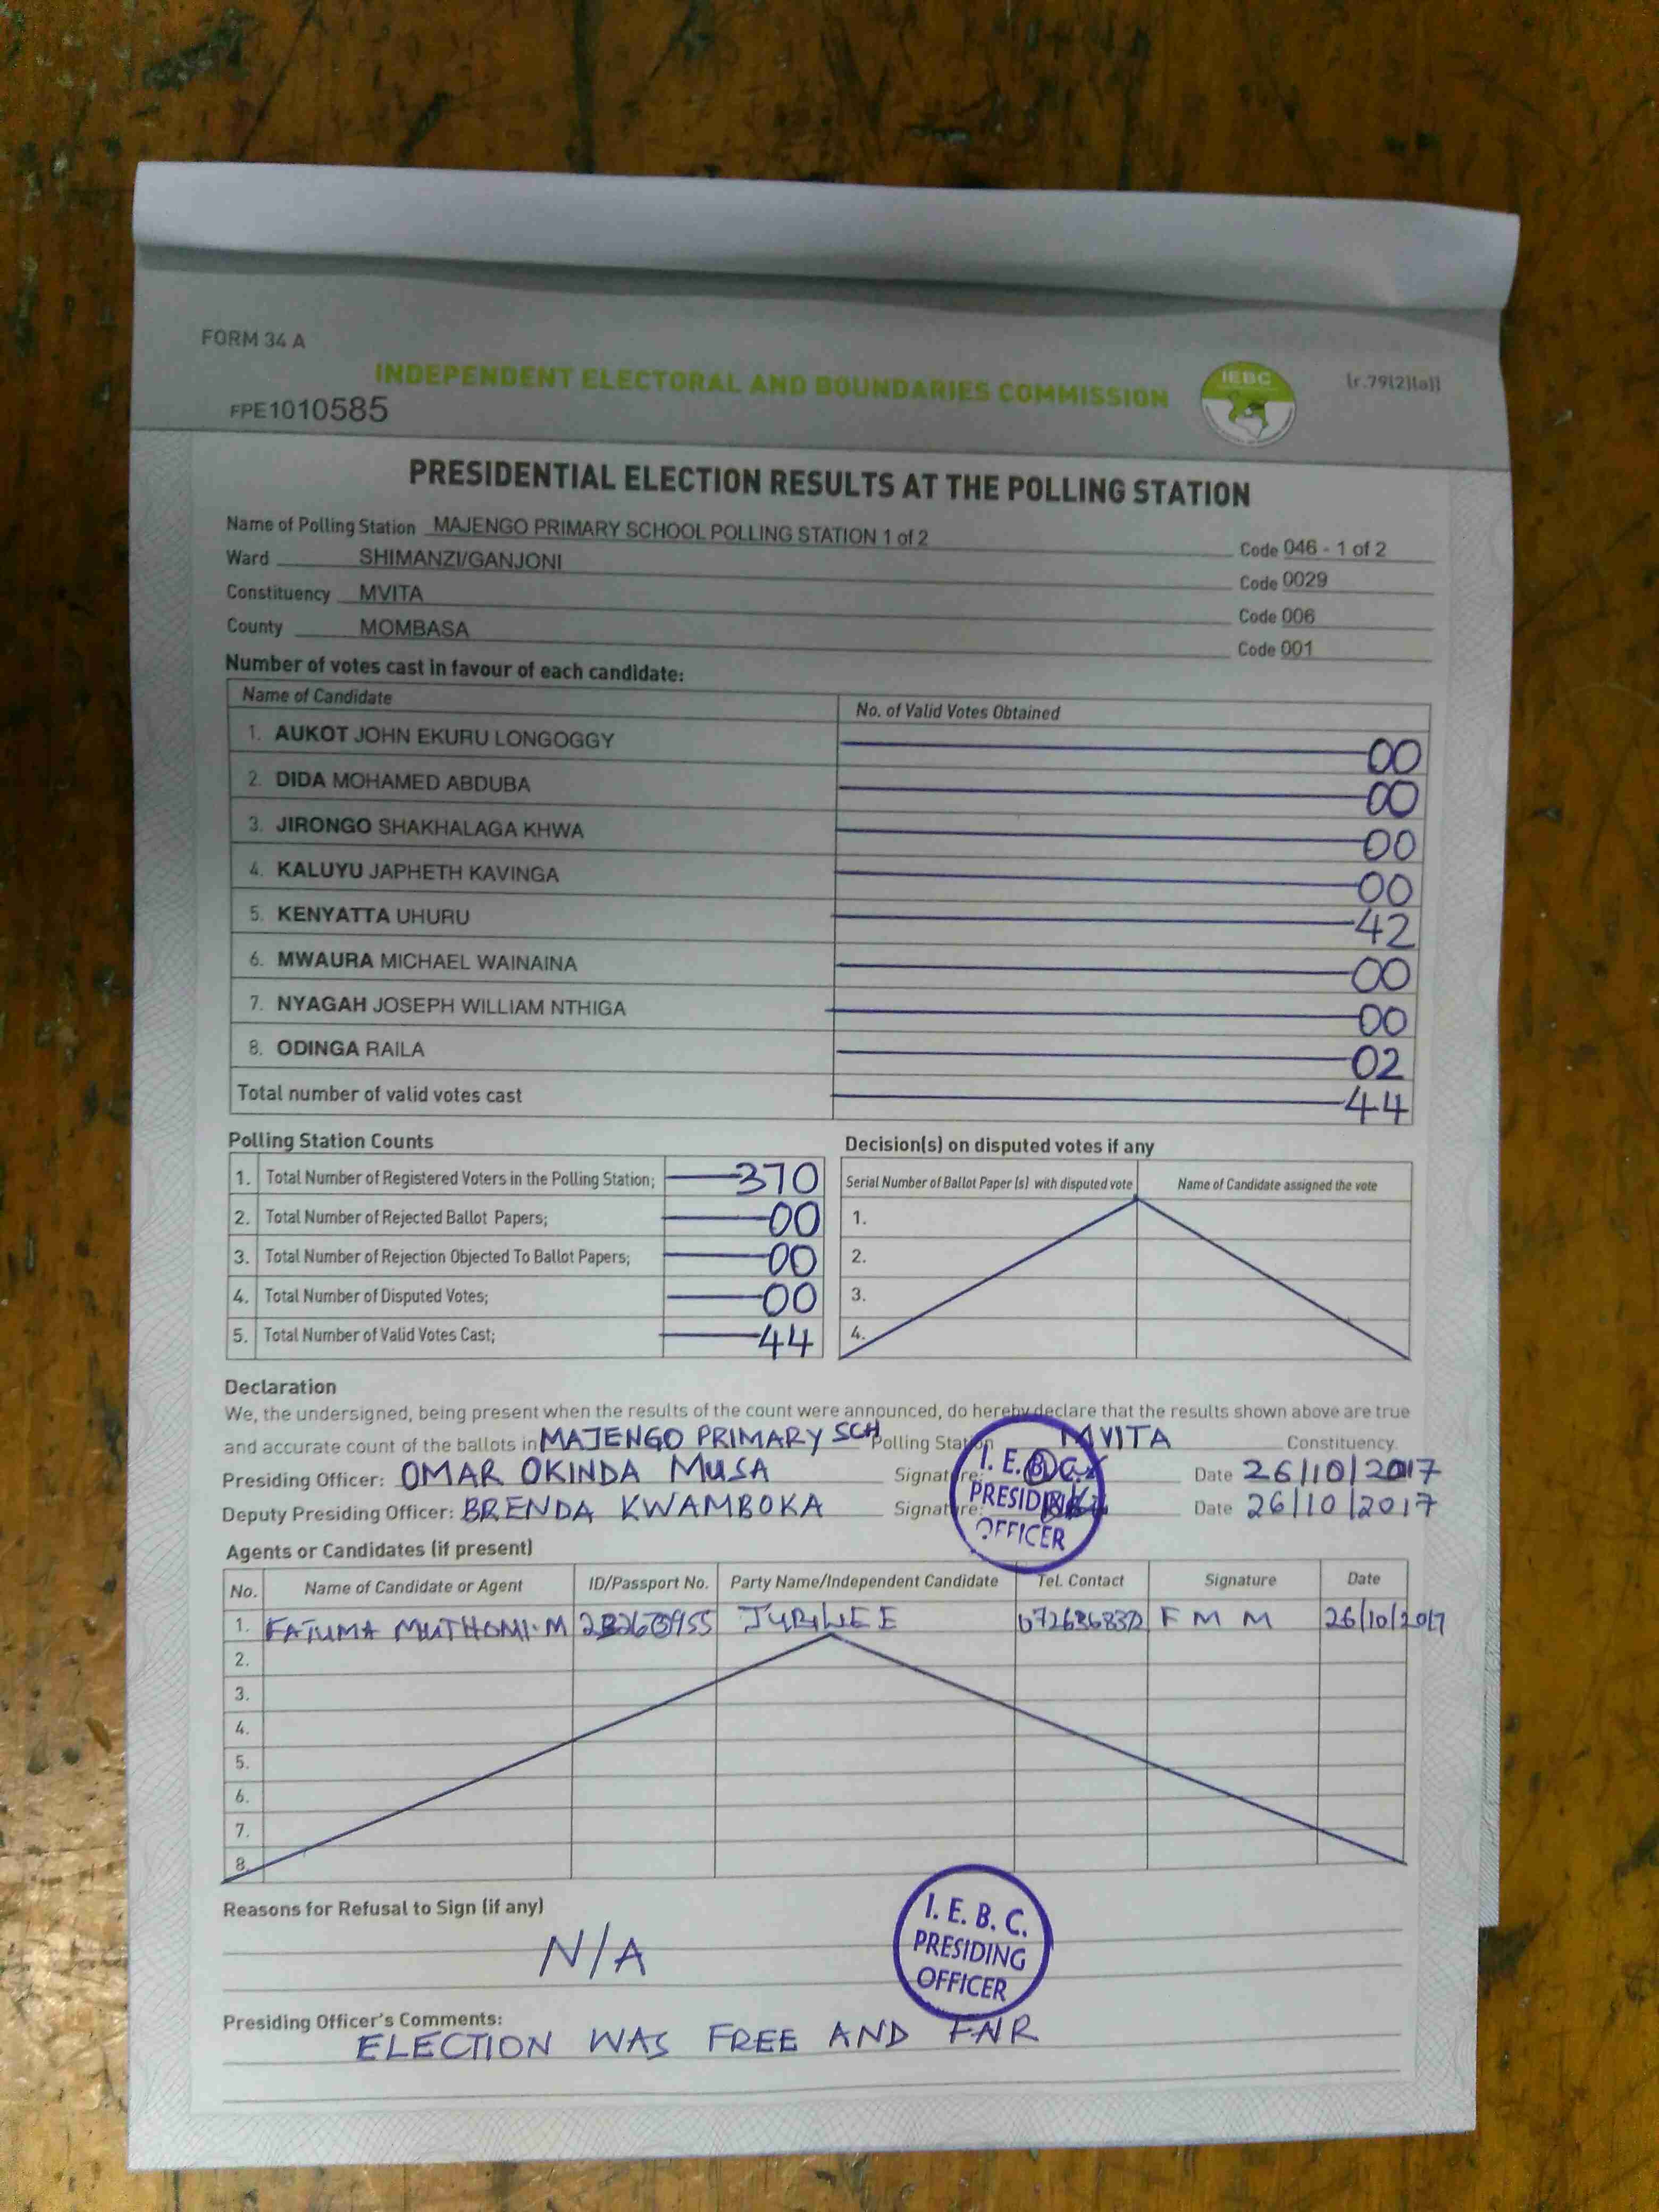 FORM 34 A
INDEPENDENT ELECTORAL AND BOUNDARIES COMMISSION
IEBC
(r.79(2)(a))
FPE1010585
PRESIDENTIAL ELECTION RESULTS AT THE POLLING STATION
Name of Polling Station MAJENGO PRIMARY SCHOOL POLLING STATION 1 of 2 Code 046 - 1 of 2
Ward SHIMANZI/GANJONI Code 0029
Constituency MVITA Code 006
County MOMBASA Code 001
Number of votes cast in favour of each candidate:
Name of Candidate No. of Valid Votes Obtained
1. AUKOT JOHN EKURU LONGOGGY 00
2. DIDA MOHAMED ABDUBA 00
3. JIRONGO SHAKHALAGA KHWA 00
4. KALUYU JAPHETH KAVINGA 00
5. KENYATTA UHURU 42
6. MWAURA MICHAEL WAINAINA 00
7. NYAGAH JOSEPH WILLIAM NTHIGA 00
8. ODINGA RAILA 02
Total number of valid votes cast 44
Polling Station Counts
1. Total Number of Registered Voters in the Polling Station; 370
2. Total Number of Rejected Ballot Papers; 00
3. Total Number of Rejection Objected To Ballot Papers; 00
4. Total Number of Disputed Votes; 00
5. Total Number of Valid Votes Cast; 44
Decision(s) on disputed votes if any
Serial Number of Ballot Paper (s) with disputed vote Name of Candidate assigned the vote
1.
2.
3.
4.
Declaration
We, the undersigned, being present when the results of the count were announced, do hereby declare that the results shown above are true
and accurate count of the ballots in MAJENGO PRIMARY SCH Polling Station MVITA Constituency.
Presiding Officer: OMAR OKINDA MUSA Signature: Date 26/10/2017
Deputy Presiding Officer: BRENDA KWAMBOKA Signature: Date 26/10/2017
I. E. B. C.
PRESIDING
OFFICER
Agents or Candidates (if present)
No. Name of Candidate or Agent ID/Passport No. Party Name/Independent Candidate Tel. Contact Signature Date
1. FATUMA MUTHOMI.M JUBILEE F M M 26/10/2017
2.
3.
4.
5.
6.
7.
8.
Reasons for Refusal to Sign (if any)
N/A
I. E. B. C.
PRESIDING
OFFICER
Presiding Officer's Comments:
ELECTION WAS FREE AND FAIR